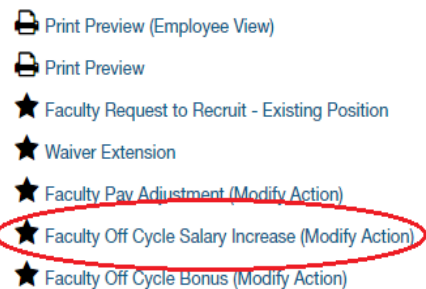 Print Preview (Employee View)
Print Preview
Faculty Request to Recruit - Existing Position
Waiver Extension
Faculty Pay Adjustment (Modify Action)
Faculty Off Cycle Salary Increase (Modify Action)
Faculty Off Cycle Bonus (Modify Action)